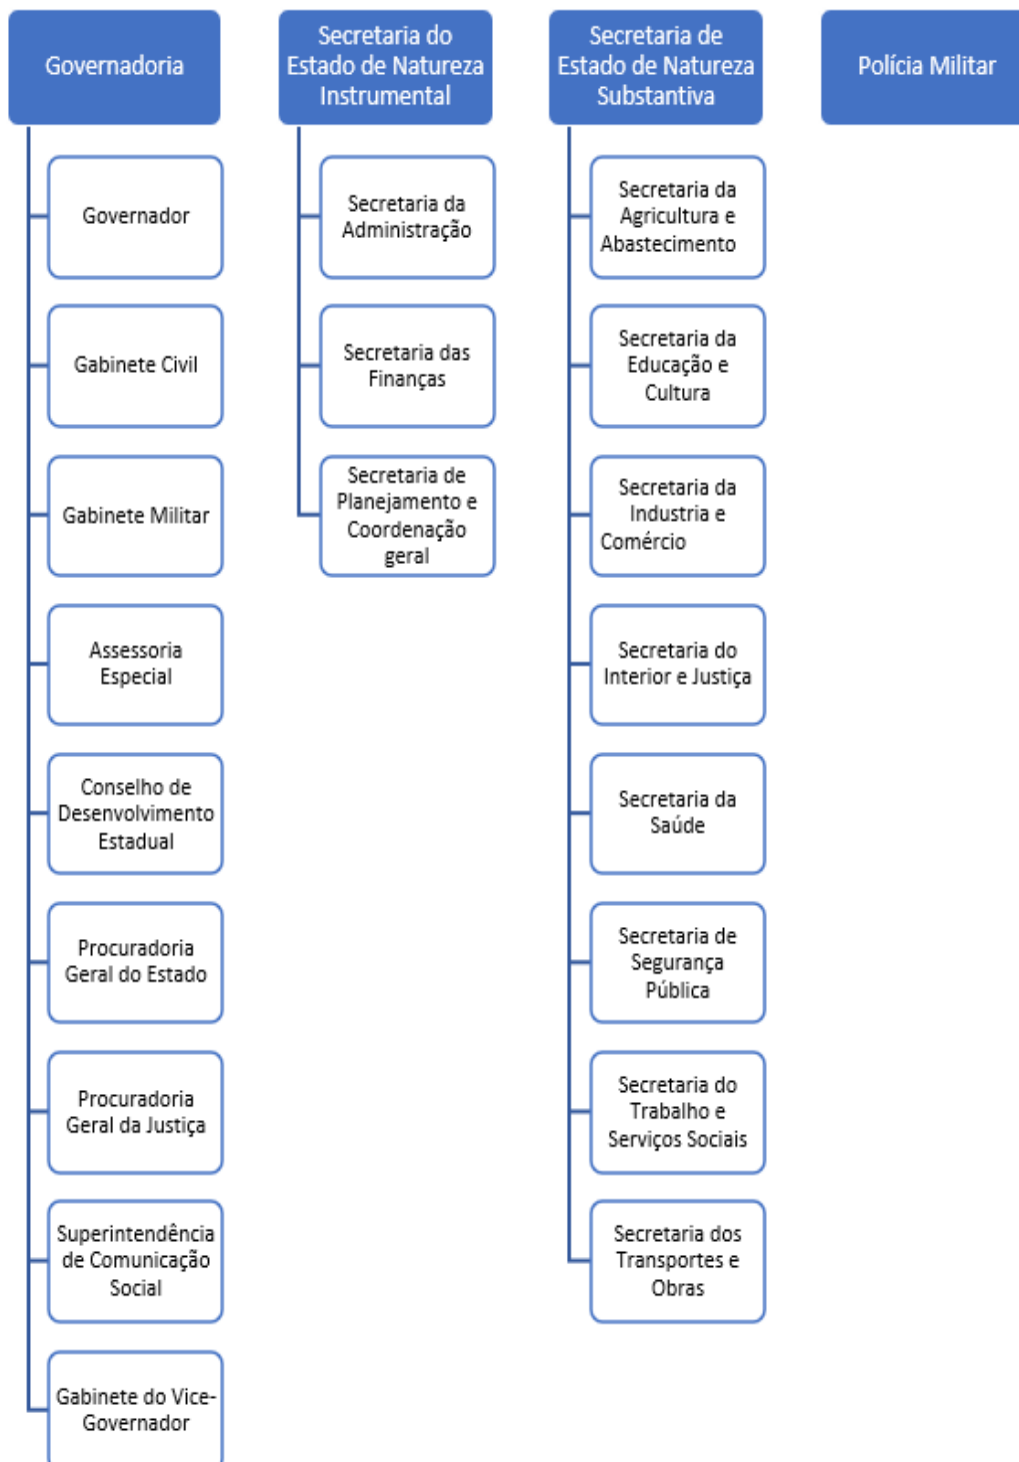 Governadoria
Governador
Gabinete Civil
Gabinete Militar
Assessoria
Especial
Conselho de
Desenvolvimento
Estadual
Procuradoria
Geral do Estado
Procuradoria
Geral da Justiça
Superintendência
de Comunicação
Social
Gabinete do Vice-
Governador
Secretaria do
Estado de Natureza
Instrumental
Secretaria da
Administração
Secretaria das
Finanças
Secretaria de
Planejamento e
Coordenação
geral
Secretaria de
Estado de Natureza
Substantiva
Secretaria da
Agricultura e
Abastecimento
Secretaria da
Educação e
Cultura
Secretaria da
Industria e
Comércio
Secretaria do
Interior e Justiça
Secretaria da
Saúde
Secretaria de
Segurança
Pública
Secretaria do
Trabalho e
Serviços Sociais
Secretaria dos
Transportes e
Obras
Polícia Militar